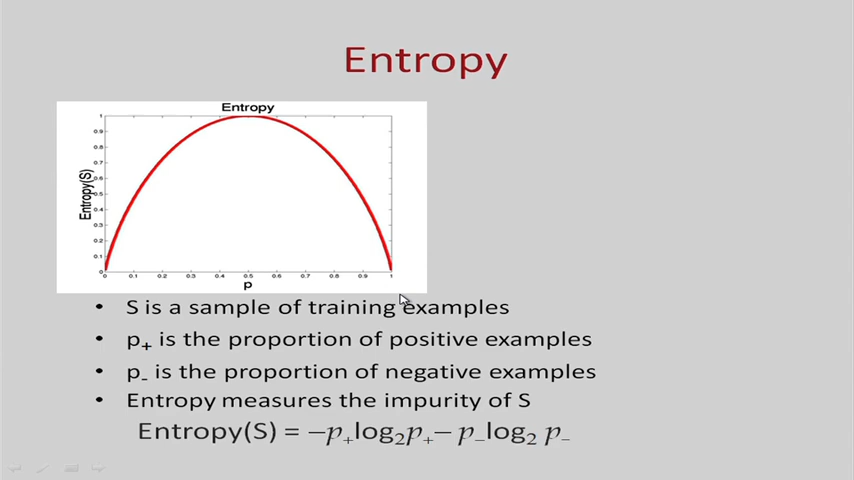 Entropy
Entropy
1
0.9
0.8
0.7
0.6
0.5
0.4
0.3
0.2
0.1
0
Entropy(S)
0 0.1 0.2 0.3 0.4 0.5 0.6 0.7 0.8 0.9 1
p
• S is a sample of training examples
• p₊ is the proportion of positive examples
• p₋ is the proportion of negative examples
• Entropy measures the impurity of S
Entropy(S) = −p₊log₂p₊− p₋log₂ p₋